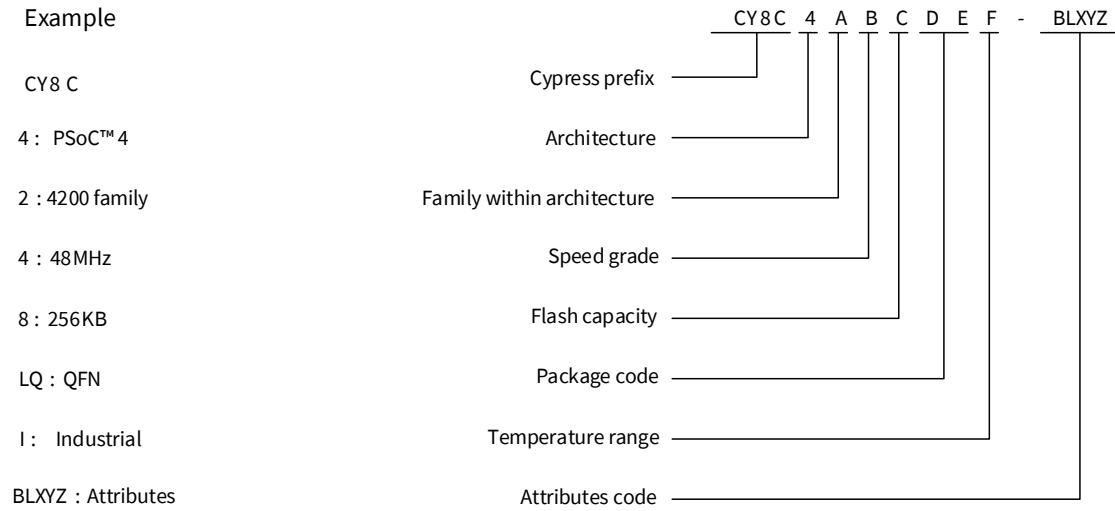 Example CY8C 4 A B C D E F - BLXYZ
CY8 C Cypress prefix
4 : PSoC™ 4 Architecture
2 : 4200 family Family within architecture
4 : 48MHz Speed grade
8 : 256KB Flash capacity
LQ : QFN Package code
I : Industrial Temperature range
BLXYZ : Attributes Attributes code